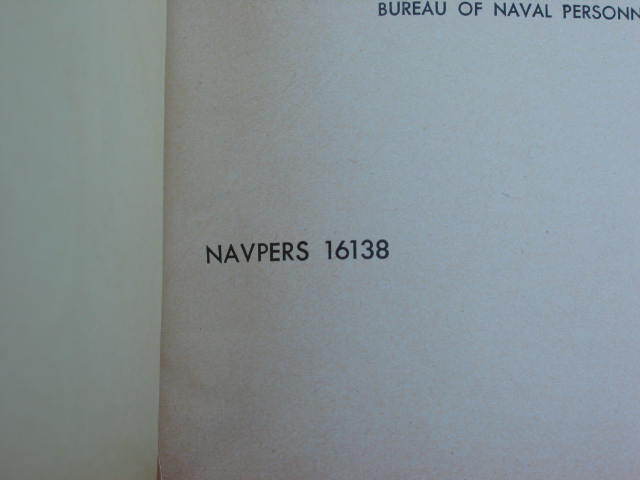 BUREAU OF NAVAL PERSONN
NAVPERS 16138